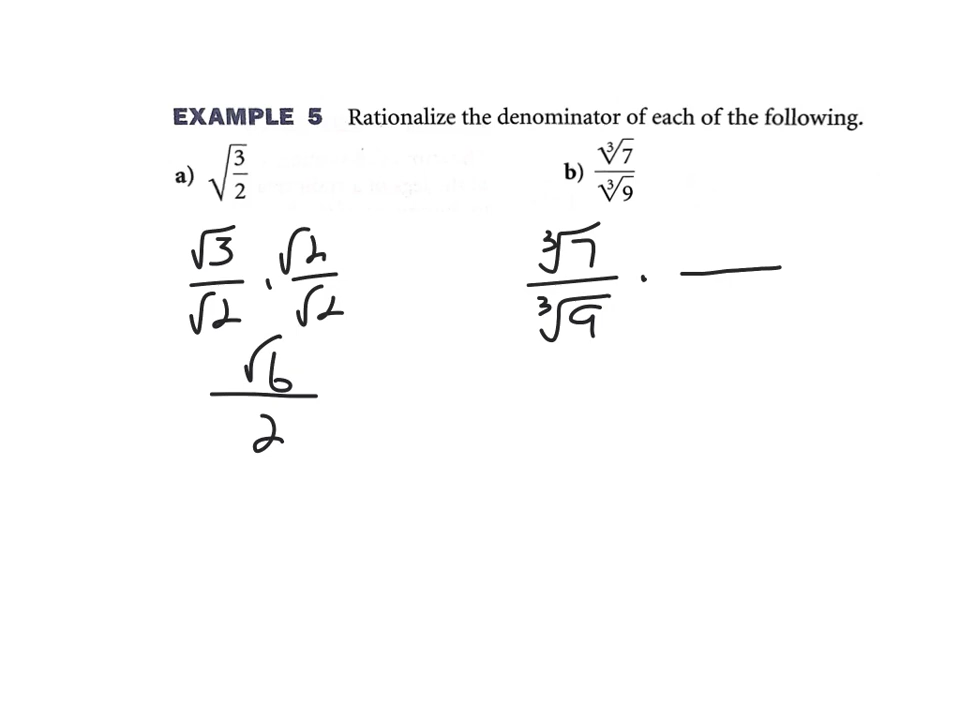 EXAMPLE 5 Rationalize the denominator of each of the following.
a) √(3/2) b) ∛7/∛9
√3/√2 · √2/√2 ∛7/∛9 · —
√6/2